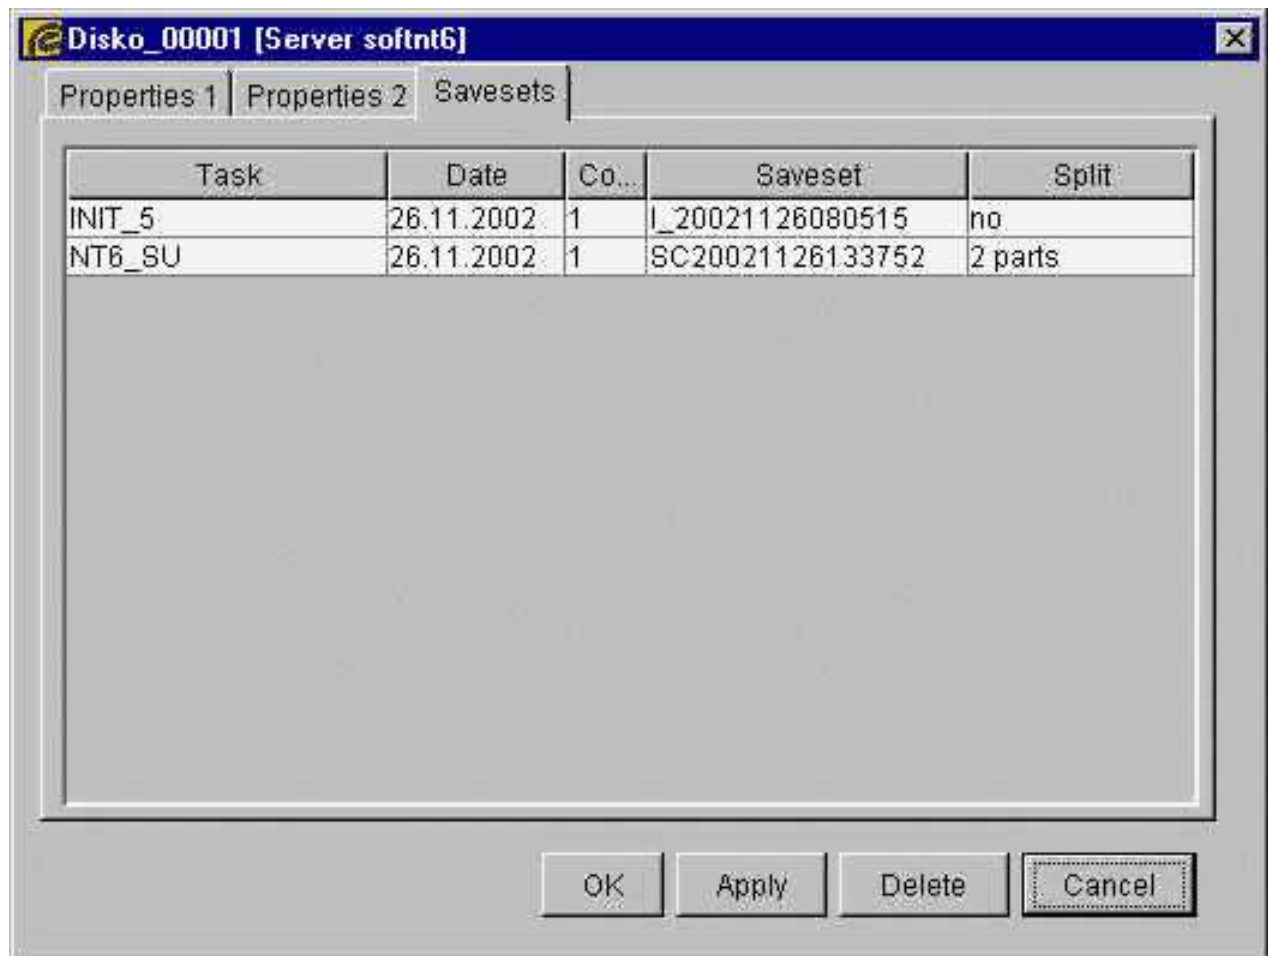 Disko_00001 [Server softnt6]
Properties 1 Properties 2 Savesets
Task Date Co... Saveset Split
INIT_5 26.11.2002 1 I_20021126080515 no
NT6_SU 26.11.2002 1 SC20021126133752 2 parts
OK Apply Delete Cancel